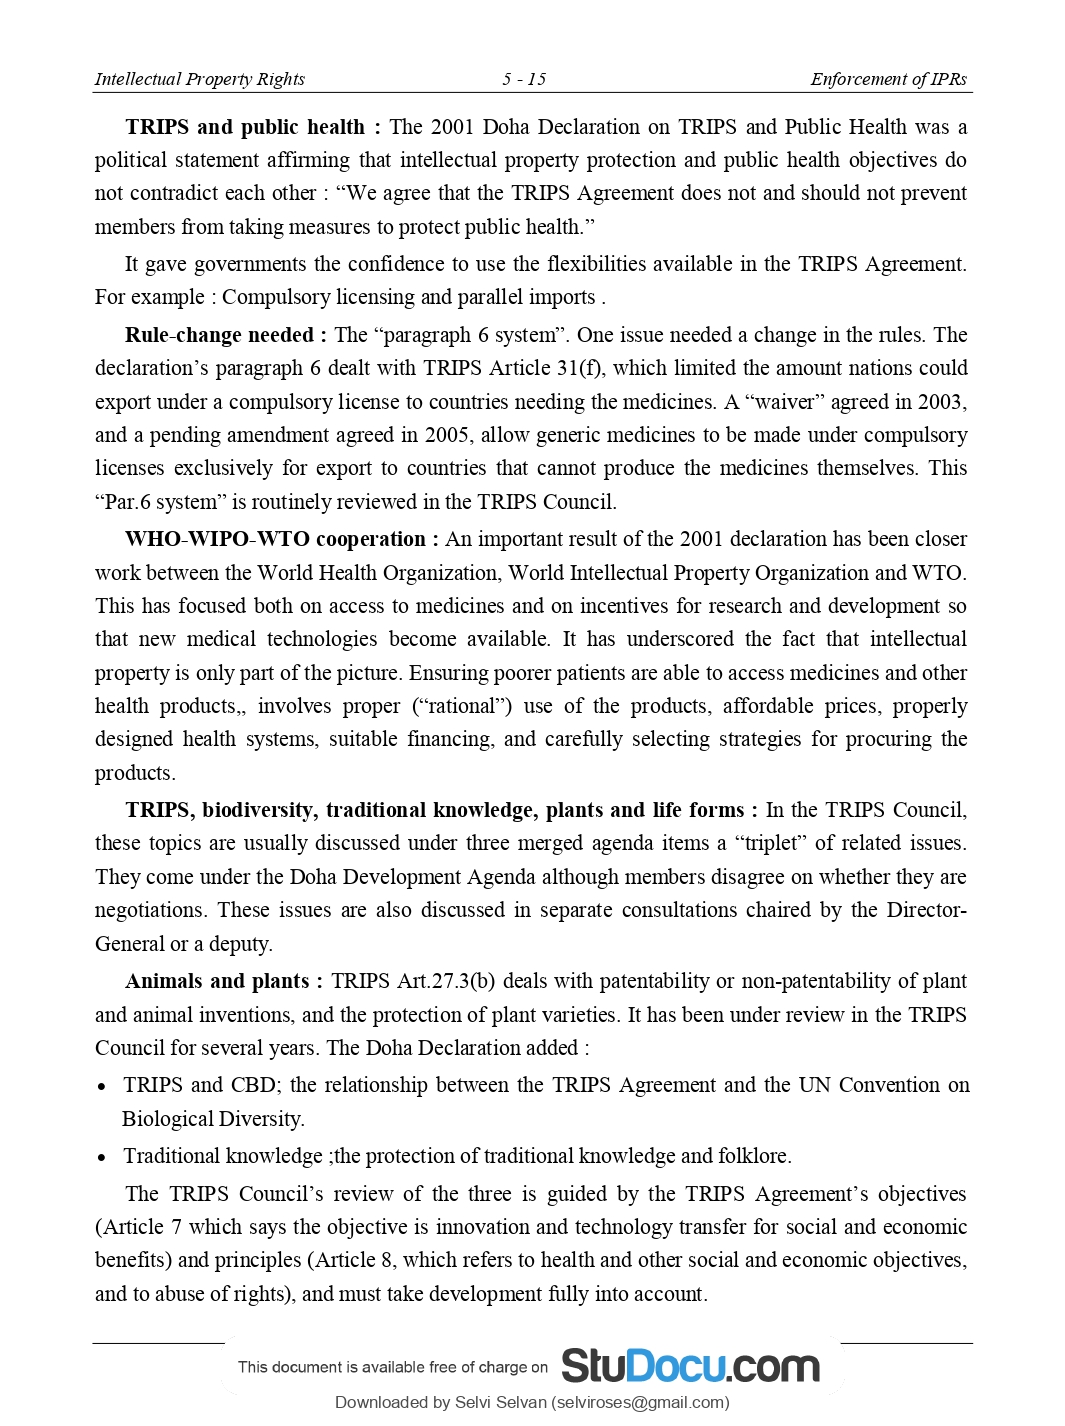 Intellectual Property Rights 5 - 15 Enforcement of IPRs
TRIPS and public health : The 2001 Doha Declaration on TRIPS and Public Health was a
political statement affirming that intellectual property protection and public health objectives do
not contradict each other : “We agree that the TRIPS Agreement does not and should not prevent
members from taking measures to protect public health.”
It gave governments the confidence to use the flexibilities available in the TRIPS Agreement.
For example : Compulsory licensing and parallel imports .
Rule-change needed : The “paragraph 6 system”. One issue needed a change in the rules. The
declaration’s paragraph 6 dealt with TRIPS Article 31(f), which limited the amount nations could
export under a compulsory license to countries needing the medicines. A “waiver” agreed in 2003,
and a pending amendment agreed in 2005, allow generic medicines to be made under compulsory
licenses exclusively for export to countries that cannot produce the medicines themselves. This
“Par.6 system” is routinely reviewed in the TRIPS Council.
WHO-WIPO-WTO cooperation : An important result of the 2001 declaration has been closer
work between the World Health Organization, World Intellectual Property Organization and WTO.
This has focused both on access to medicines and on incentives for research and development so
that new medical technologies become available. It has underscored the fact that intellectual
property is only part of the picture. Ensuring poorer patients are able to access medicines and other
health products,, involves proper (“rational”) use of the products, affordable prices, properly
designed health systems, suitable financing, and carefully selecting strategies for procuring the
products.
TRIPS, biodiversity, traditional knowledge, plants and life forms : In the TRIPS Council,
these topics are usually discussed under three merged agenda items a “triplet” of related issues.
They come under the Doha Development Agenda although members disagree on whether they are
negotiations. These issues are also discussed in separate consultations chaired by the Director-
General or a deputy.
Animals and plants : TRIPS Art.27.3(b) deals with patentability or non-patentability of plant
and animal inventions, and the protection of plant varieties. It has been under review in the TRIPS
Council for several years. The Doha Declaration added :
• TRIPS and CBD; the relationship between the TRIPS Agreement and the UN Convention on
Biological Diversity.
• Traditional knowledge ;the protection of traditional knowledge and folklore.
The TRIPS Council’s review of the three is guided by the TRIPS Agreement’s objectives
(Article 7 which says the objective is innovation and technology transfer for social and economic
benefits) and principles (Article 8, which refers to health and other social and economic objectives,
and to abuse of rights), and must take development fully into account.
This document is available free of charge on StuDocu.com
Downloaded by Selvi Selvan (selviroses@gmail.com)